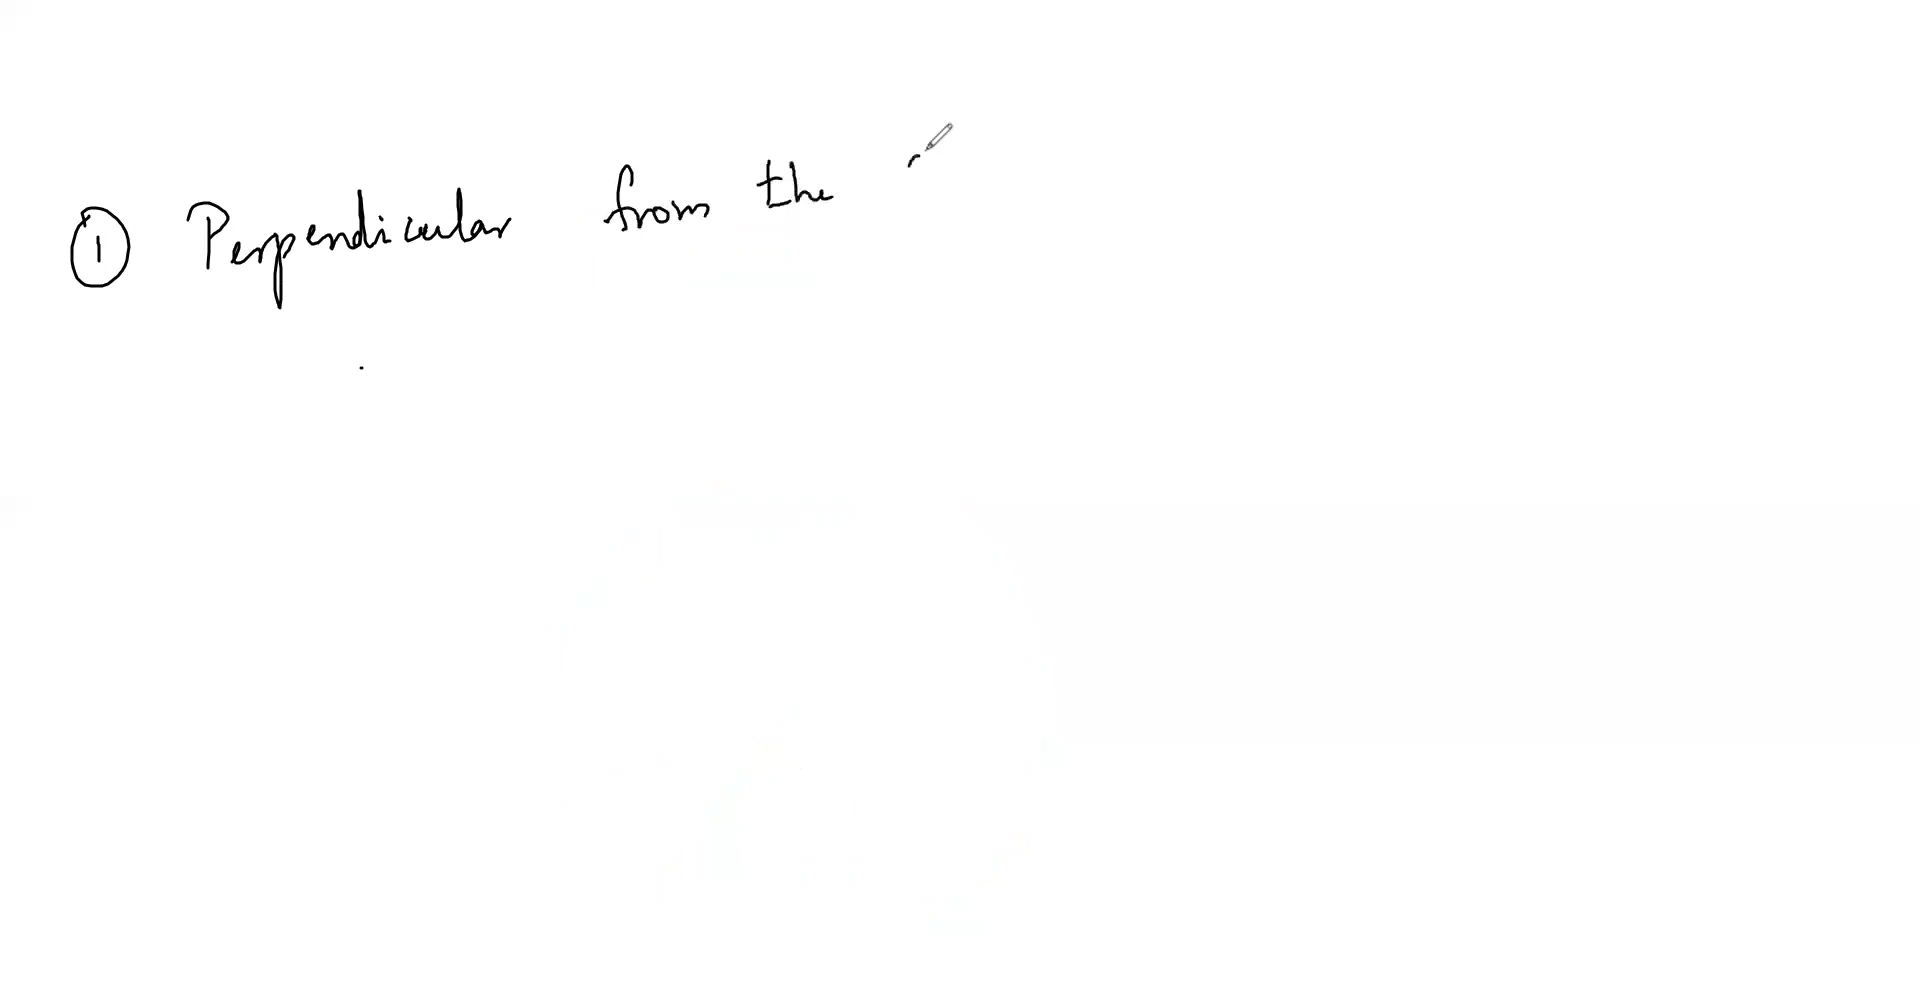 ① Perpendicular from the